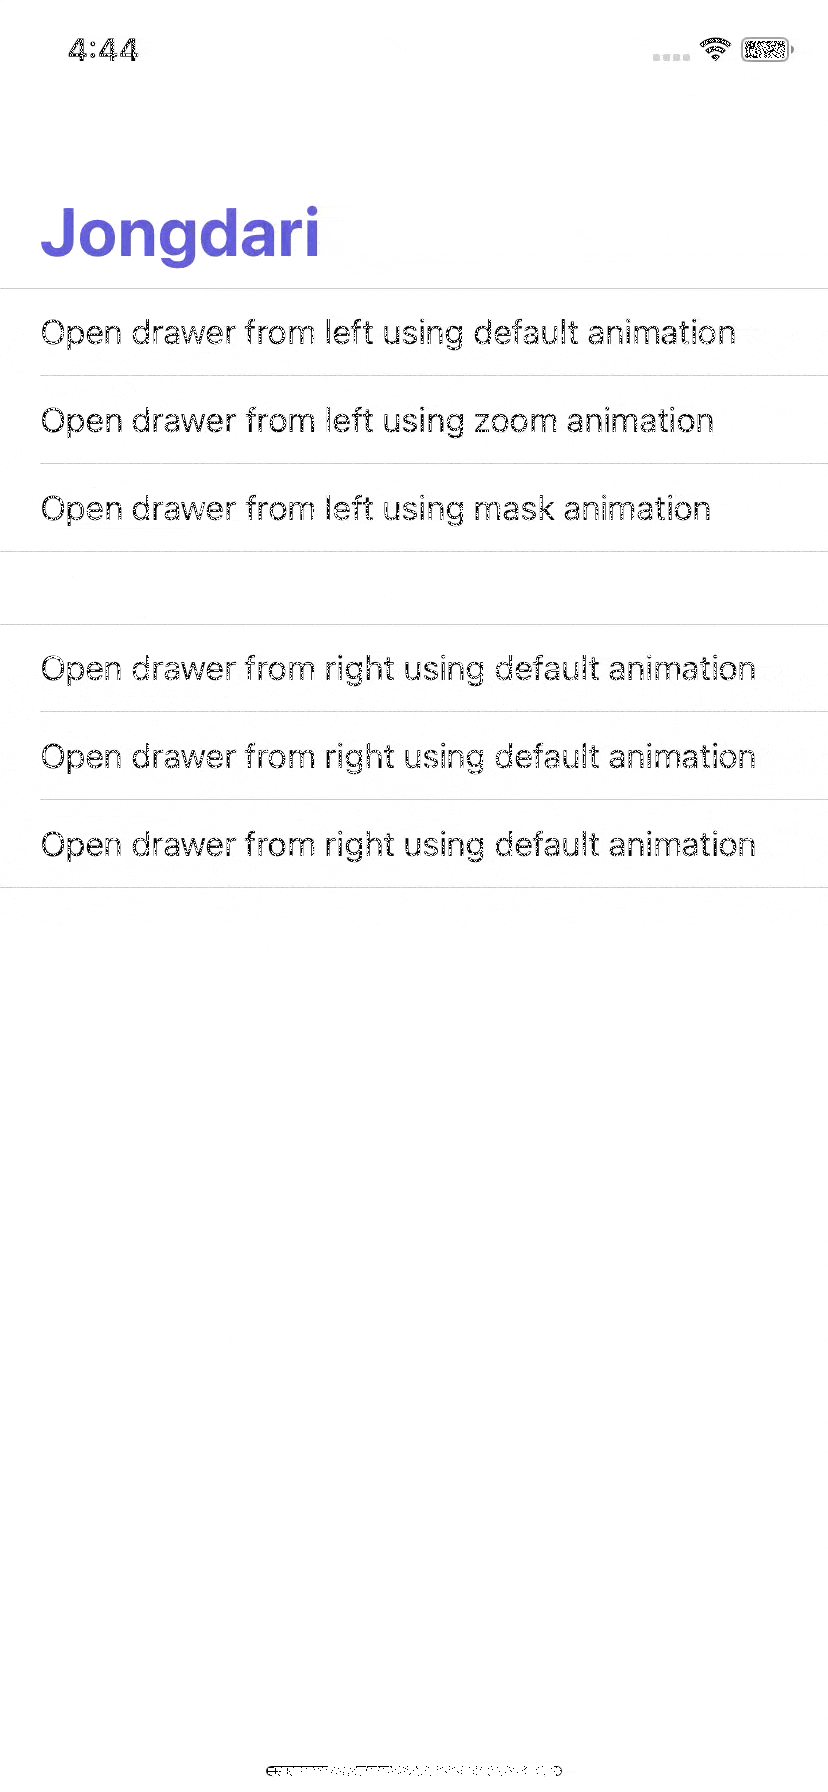 4:44
Jongdari
Open drawer from left using default animation
Open drawer from left using zoom animation
Open drawer from left using mask animation
Open drawer from right using default animation
Open drawer from right using default animation
Open drawer from right using default animation